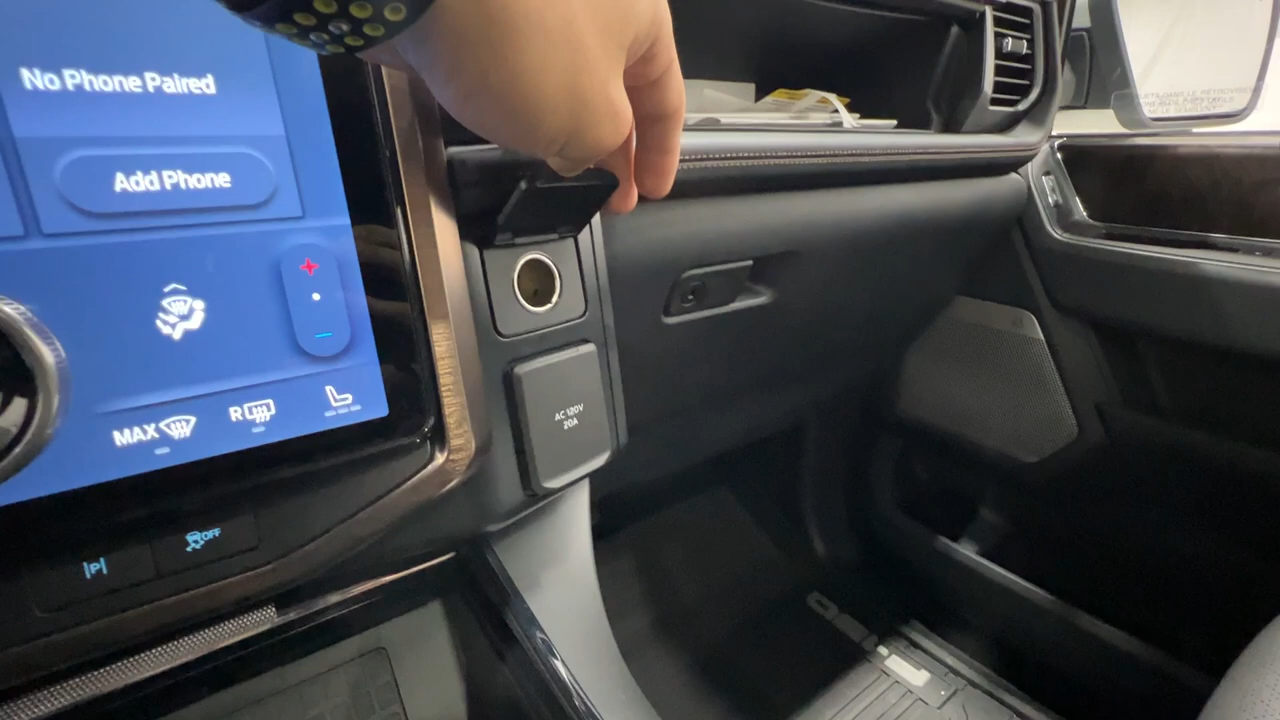 No Phone Paired
Add Phone
MAX
R
AC 120V
20A
OFF
|P|